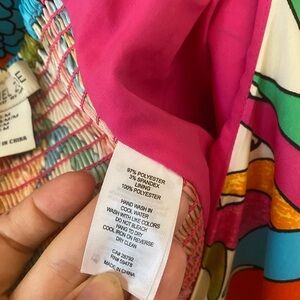 M
IN CHINA
97% POLYESTER
3% SPANDEX
LINING
100% POLYESTER
HAND WASH IN
COOL WATER
WASH WITH LIKE COLORS
DO NOT BLEACH
HANG TO DRY
COOL IRON ON REVERSE
DRY CLEAN
MADE IN CHINA